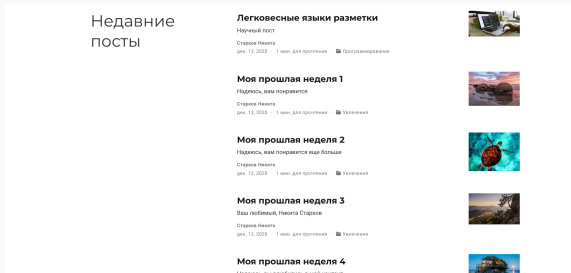 Недавние
посты
Легковесные языки разметки
Научный пост
Старков Никита
дек. 13, 2020 · 1 мин. для прочтения · Программирование
Моя прошлая неделя 1
Надеюсь, вам понравится
Старков Никита
дек. 13, 2020 · 1 мин. для прочтения · Увлечения
Моя прошлая неделя 2
Надеюсь, вам понравится еще больше
Старков Никита
дек. 13, 2020 · 1 мин. для прочтения · Увлечения
Моя прошлая неделя 3
Ваш любимый, Никита Старков
Старков Никита
дек. 13, 2020 · 1 мин. для прочтения · Увлечения
Моя прошлая неделя 4